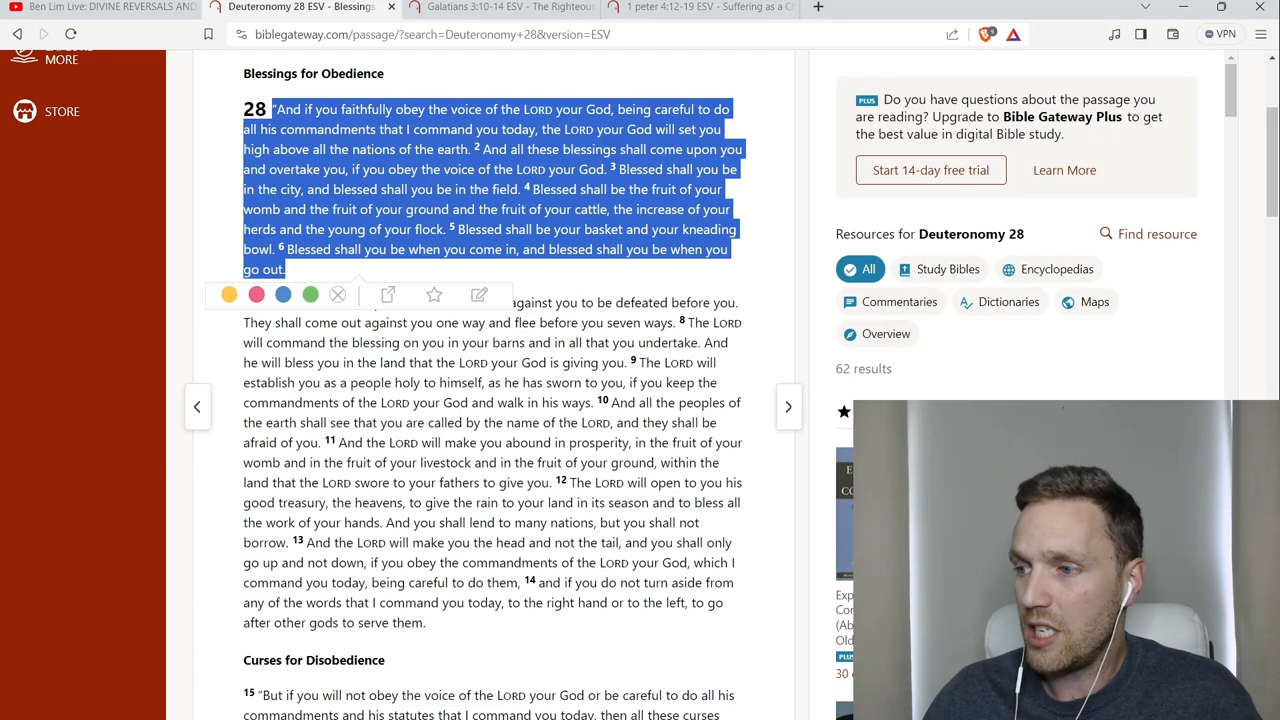 Ben Lim Live: DIVINE REVERSALS AND
Deuteronomy 28 ESV - Blessings
Galatians 3:10-14 ESV - The Righteous
1 peter 4:12-19 ESV - Suffering as a Ch
biblegateway.com/passage/?search=Deuteronomy+28&version=ESV
VPN
MORE
STORE
Blessings for Obedience
28 “And if you faithfully obey the voice of the LORD your God, being careful to do
all his commandments that I command you today, the LORD your God will set you
high above all the nations of the earth. 2 And all these blessings shall come upon you
and overtake you, if you obey the voice of the LORD your God. 3 Blessed shall you be
in the city, and blessed shall you be in the field. 4 Blessed shall be the fruit of your
womb and the fruit of your ground and the fruit of your cattle, the increase of your
herds and the young of your flock. 5 Blessed shall be your basket and your kneading
bowl. 6 Blessed shall you be when you come in, and blessed shall you be when you
go out.
against you to be defeated before you.
They shall come out against you one way and flee before you seven ways. 8 The LORD
will command the blessing on you in your barns and in all that you undertake. And
he will bless you in the land that the LORD your God is giving you. 9 The LORD will
establish you as a people holy to himself, as he has sworn to you, if you keep the
commandments of the LORD your God and walk in his ways. 10 And all the peoples of
the earth shall see that you are called by the name of the LORD, and they shall be
afraid of you. 11 And the LORD will make you abound in prosperity, in the fruit of your
womb and in the fruit of your livestock and in the fruit of your ground, within the
land that the LORD swore to your fathers to give you. 12 The LORD will open to you his
good treasury, the heavens, to give the rain to your land in its season and to bless all
the work of your hands. And you shall lend to many nations, but you shall not
borrow. 13 And the LORD will make you the head and not the tail, and you shall only
go up and not down, if you obey the commandments of the LORD your God, which I
command you today, being careful to do them, 14 and if you do not turn aside from
any of the words that I command you today, to the right hand or to the left, to go
after other gods to serve them.
Curses for Disobedience
15 “But if you will not obey the voice of the LORD your God or be careful to do all his
commandments and his statutes that I command you today, then all these curses
PLUS Do you have questions about the passage
you are reading? Upgrade to Bible Gateway Plus to get
the best value in digital Bible study.
Start 14-day free trial
Learn More
Resources for Deuteronomy 28
Find resource
All
Study Bibles
Encyclopedias
Commentaries
Dictionaries
Maps
Overview
62 results
Exp
Cor
(Ab
Old
PLUS
30